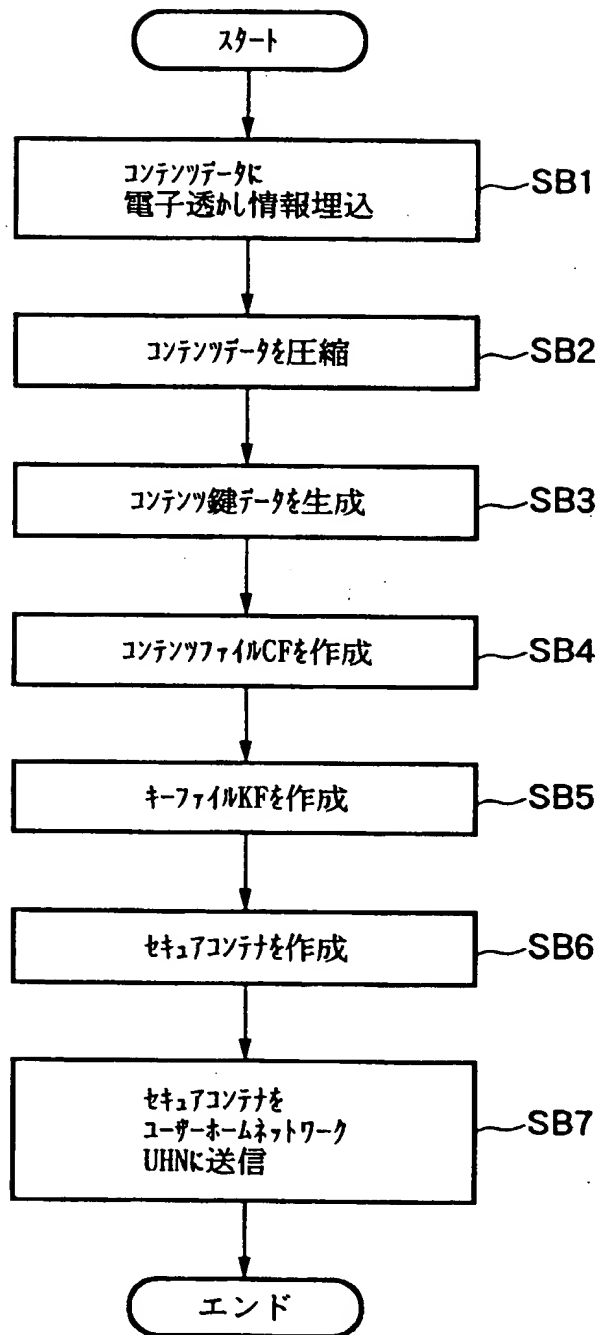 スタート
コンテンツデータに
電子透かし情報埋込
SB1
コンテンツデータを圧縮
SB2
コンテンツ鍵データを生成
SB3
コンテンツファイルCFを作成
SB4
キーファイルKFを作成
SB5
セキュアコンテナを作成
SB6
セキュアコンテナを
ユーザーホームネットワーク
UHNに送信
SB7
エンド